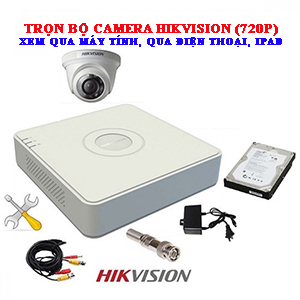 TRỌN BỘ CAMERA HIKVISION (720P)
XEM QUA MÁY TÍNH, QUA ĐIỆN THOẠI, IPAD
HIKVISION